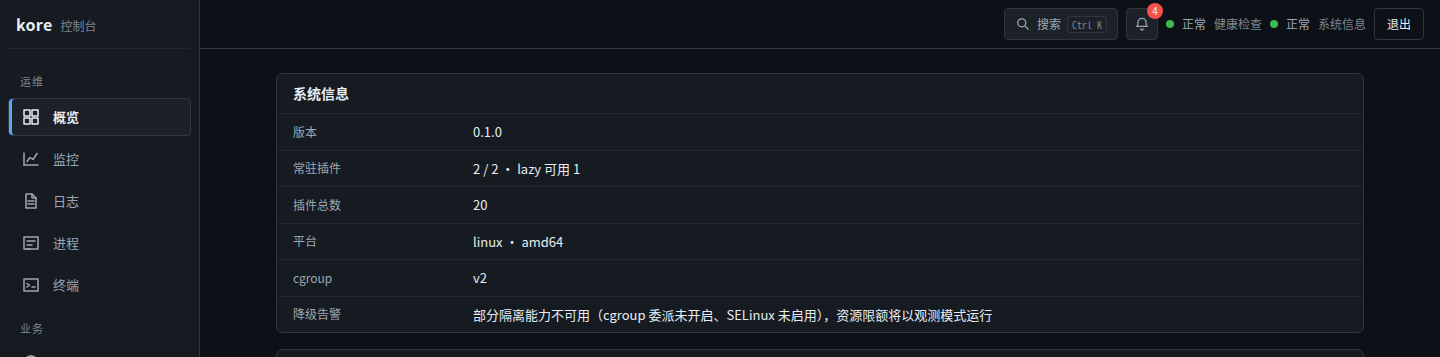 kore 控制台
搜索 Ctrl K 4 正常 健康检查 正常 系统信息 退出
运维
概览
监控
日志
进程
终端
业务
系统信息
版本 0.1.0
常驻插件 2 / 2 · lazy 可用 1
插件总数 20
平台 linux · amd64
cgroup v2
降级告警 部分隔离能力不可用（cgroup 委派未开启、SELinux 未启用），资源限额将以观测模式运行